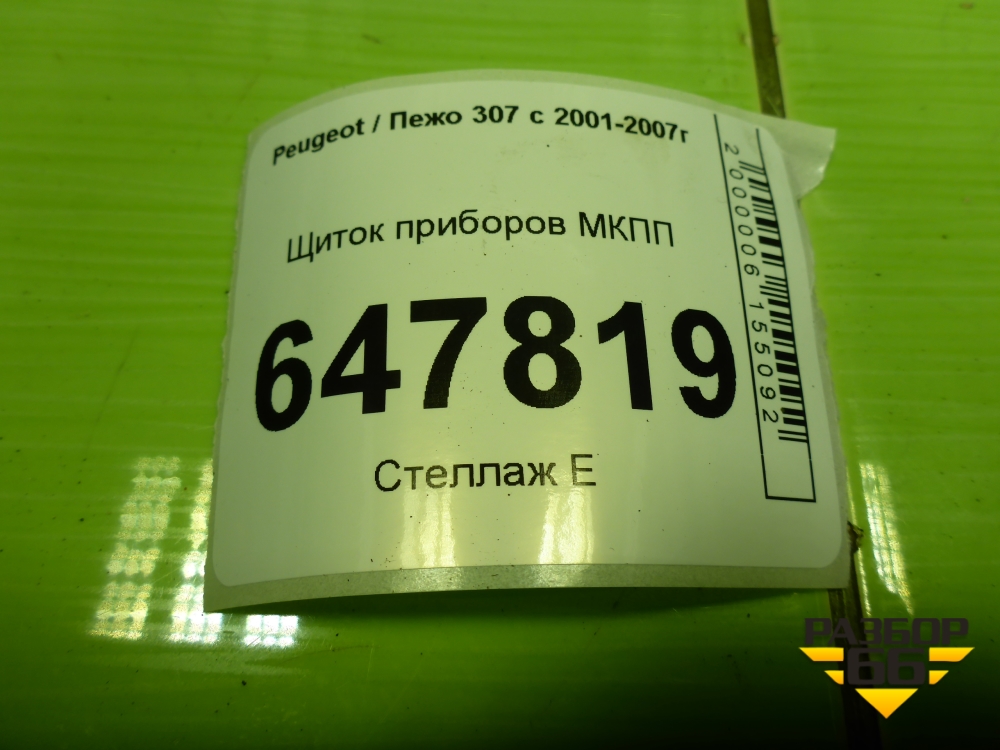 Peugeot / Пежо 307 с 2001-2007г
Щиток приборов МКПП
647819
Стеллаж Е
2000006155092
РАЗБОР
66